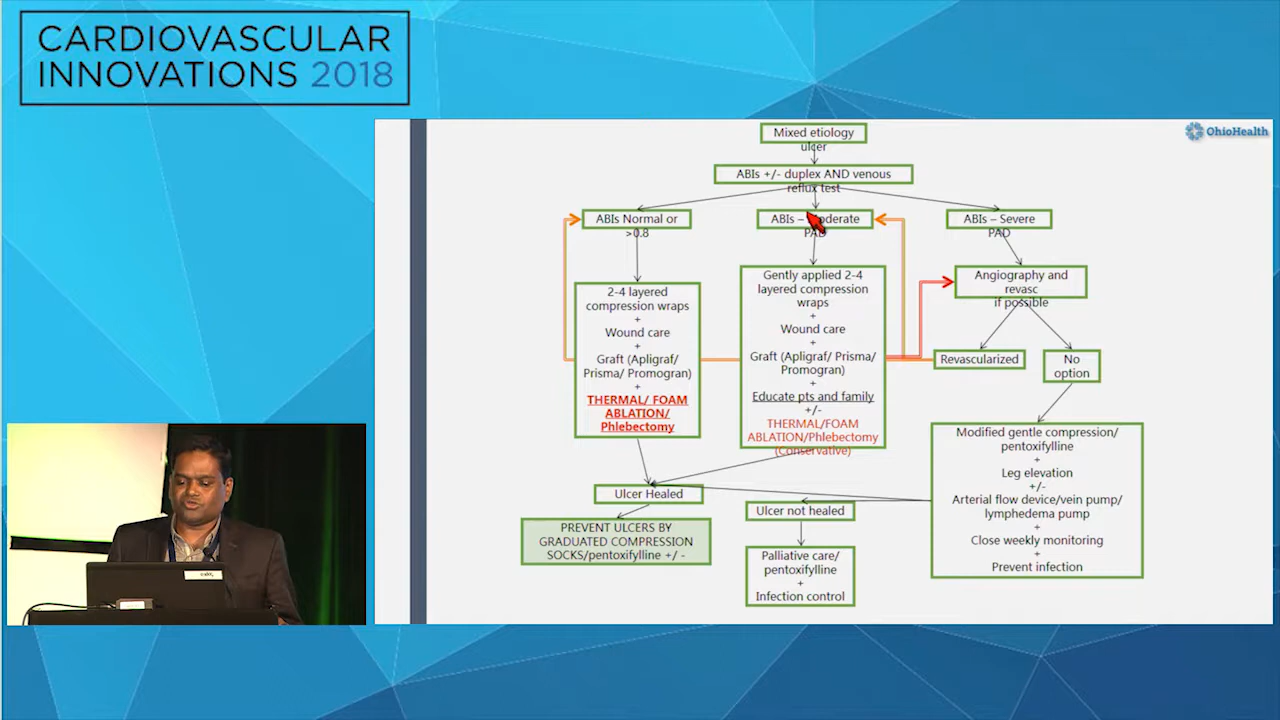 CARDIOVASCULAR
INNOVATIONS 2018
OhioHealth
Mixed etiology
ulcer
ABIs +/- duplex AND venous
reflux test
ABIs Normal or
>0.8
ABIs – Moderate
PAD
ABIs – Severe
PAD
2-4 layered
compression wraps
+
Wound care
+
Graft (Apligraf/
Prisma/ Promogran)
+
THERMAL/ FOAM
ABLATION/
Phlebectomy
Gently applied 2-4
layered compression
wraps
+
Wound care
+
Graft (Apligraf/ Prisma/
Promogran)
+
Educate pts and family
+/-
THERMAL/FOAM
ABLATION/Phlebectomy
(Conservative)
Angiography and
revasc
if possible
Revascularized
No
option
Modified gentle compression/
pentoxifylline
+
Leg elevation
+/-
Arterial flow device/vein pump/
lymphedema pump
+
Close weekly monitoring
+
Prevent infection
Ulcer Healed
PREVENT ULCERS BY
GRADUATED COMPRESSION
SOCKS/pentoxifylline +/ -
Ulcer not healed
Palliative care/
pentoxifylline
+
Infection control